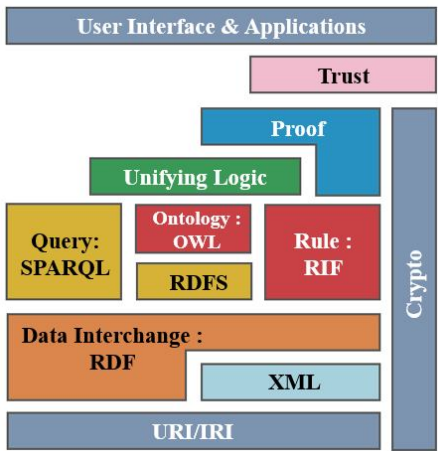 User Interface & Applications
Trust
Proof
Unifying Logic
Query:
SPARQL
Ontology :
OWL
RDFS
Rule :
RIF
Crypto
Data Interchange :
RDF
XML
URI/IRI